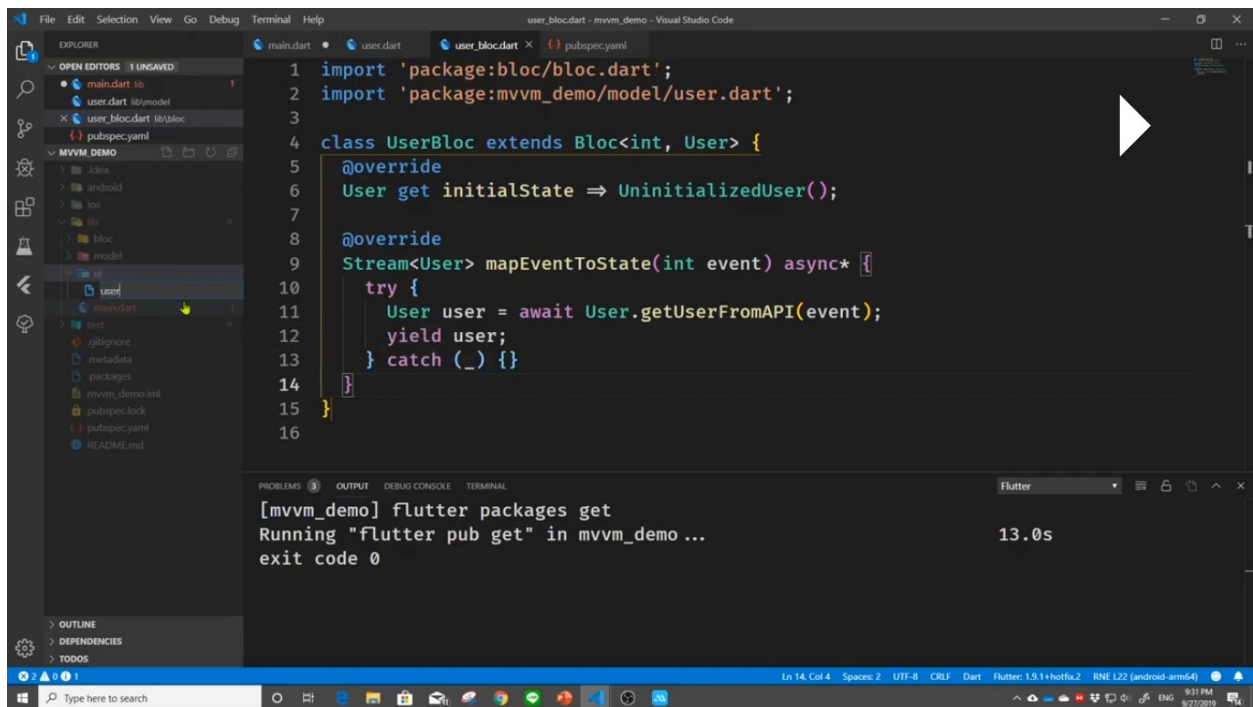 File Edit Selection View Go Debug Terminal Help user_bloc.dart - mvvm_demo - Visual Studio Code
EXPLORER
main.dart user.dart user_bloc.dart pubspec.yaml
OPEN EDITORS 1 UNSAVED
main.dart lib 1
user.dart lib\model
user_bloc.dart lib\bloc
pubspec.yaml
MVVM_DEMO
.idea
android
ios
lib
bloc
model
ui
user
main.dart 1
test
.gitignore
.metadata
.packages
mvvm_demo.iml
pubspec.lock
pubspec.yaml
README.md
OUTLINE
DEPENDENCIES
TODOS
1 import 'package:bloc/bloc.dart';
2 import 'package:mvvm_demo/model/user.dart';
3
4 class UserBloc extends Bloc<int, User> {
5 @override
6 User get initialState ⇒ UninitializedUser();
7
8 @override
9 Stream<User> mapEventToState(int event) async* {
10 try {
11 User user = await User.getUserFromAPI(event);
12 yield user;
13 } catch (_) {}
14 }
15 }
16
PROBLEMS 3 OUTPUT DEBUG CONSOLE TERMINAL Flutter
[mvvm_demo] flutter packages get
Running "flutter pub get" in mvvm_demo... 13.0s
exit code 0
2 0 1 Ln 14, Col 4 Spaces: 2 UTF-8 CRLF Dart Flutter: 1.9.1+hotfix.2 RNE L22 (android-arm64)
Type here to search ENG 9:31 PM
9/27/2019